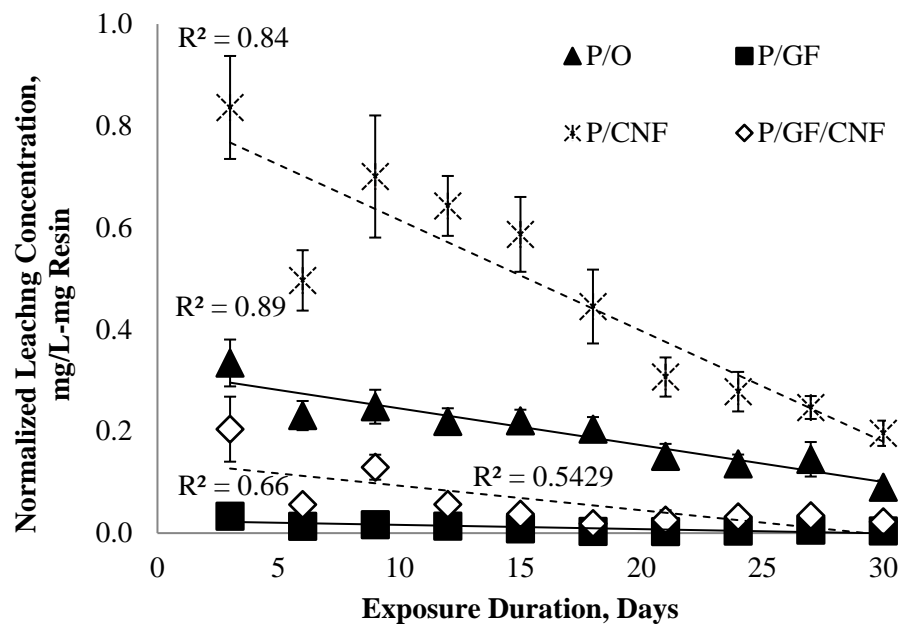 1.0
R² = 0.84
P/O
P/GF
0.8
P/CNF
P/GF/CNF
0.6
R² = 0.89
0.4
0.2
R² = 0.66
R² = 0.5429
0.0
0
5
10
15
20
25
30
Exposure Duration, Days
Normalized Leachng Concentration,
mg/L-mg Resin